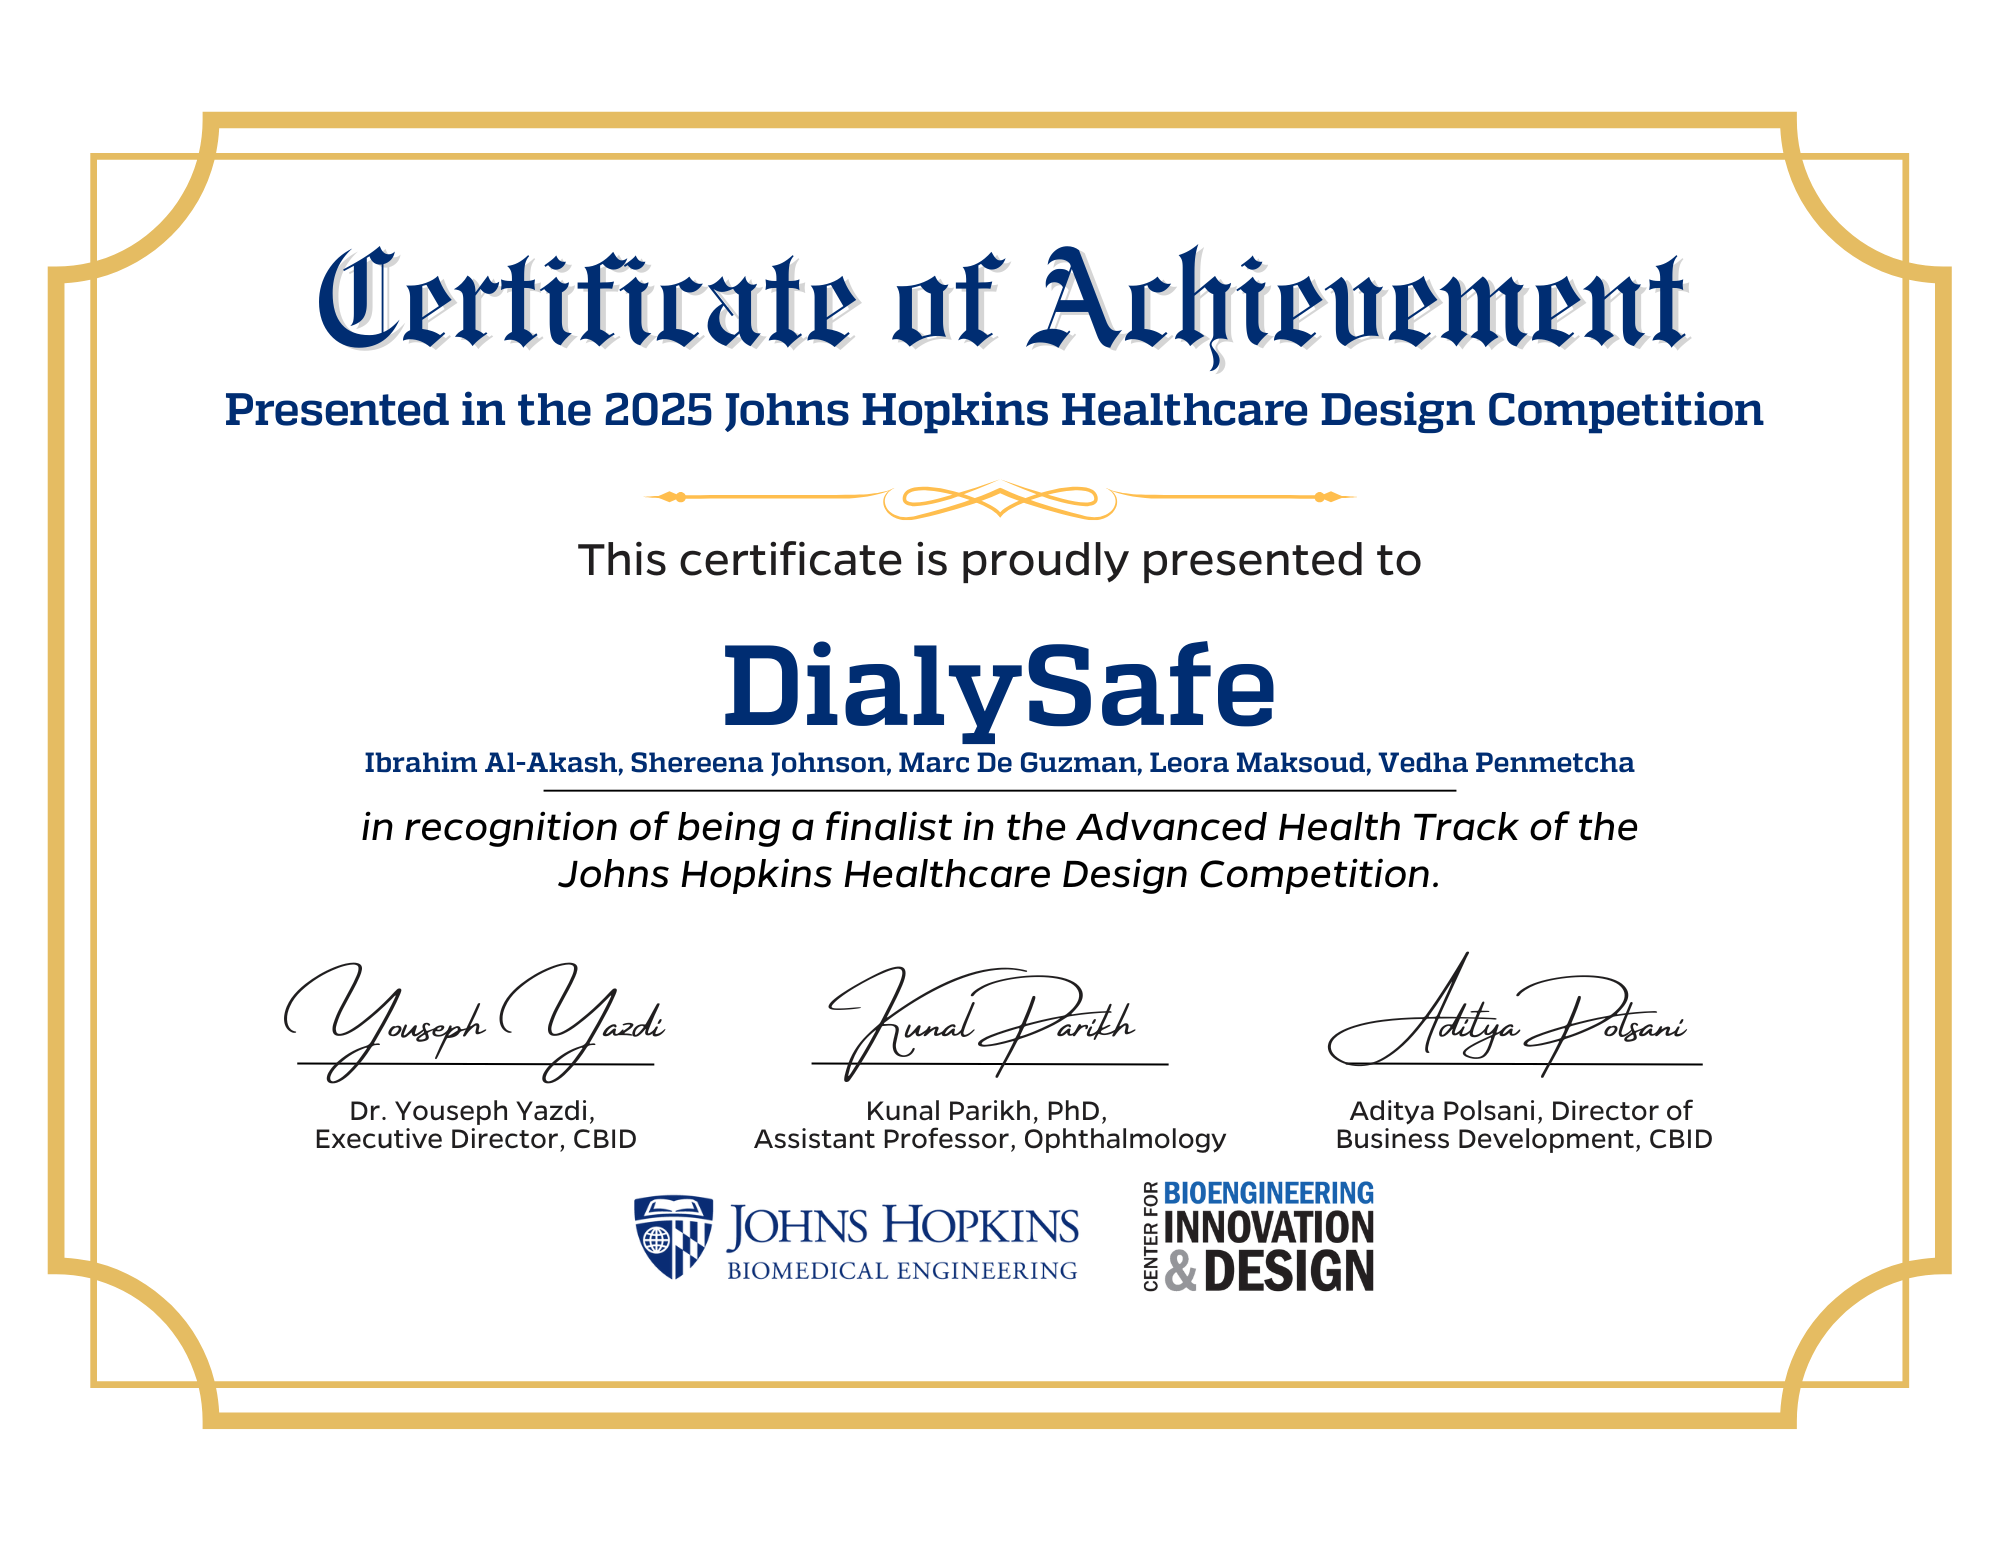 Certificate of Achievement
Presented in the 2025 Johns Hopkins Healthcare Design Competition
This certificate is proudly presented to
DialySafe
Ibrahim Al-Akash, Shereena Johnson, Marc De Guzman, Leora Maksoud, Vedha Penmetcha
in recognition of being a finalist in the Advanced Health Track of the
Johns Hopkins Healthcare Design Competition.
Youseph Yazdi
Kunal Parikh
Aditya Polsani
Dr. Youseph Yazdi,
Executive Director, CBID
Kunal Parikh, PhD,
Assistant Professor, Ophthalmology
Aditya Polsani, Director of
Business Development, CBID
JOHNS HOPKINS
BIOMEDICAL ENGINEERING
CENTER FOR
BIOENGINEERING
INNOVATION
& DESIGN